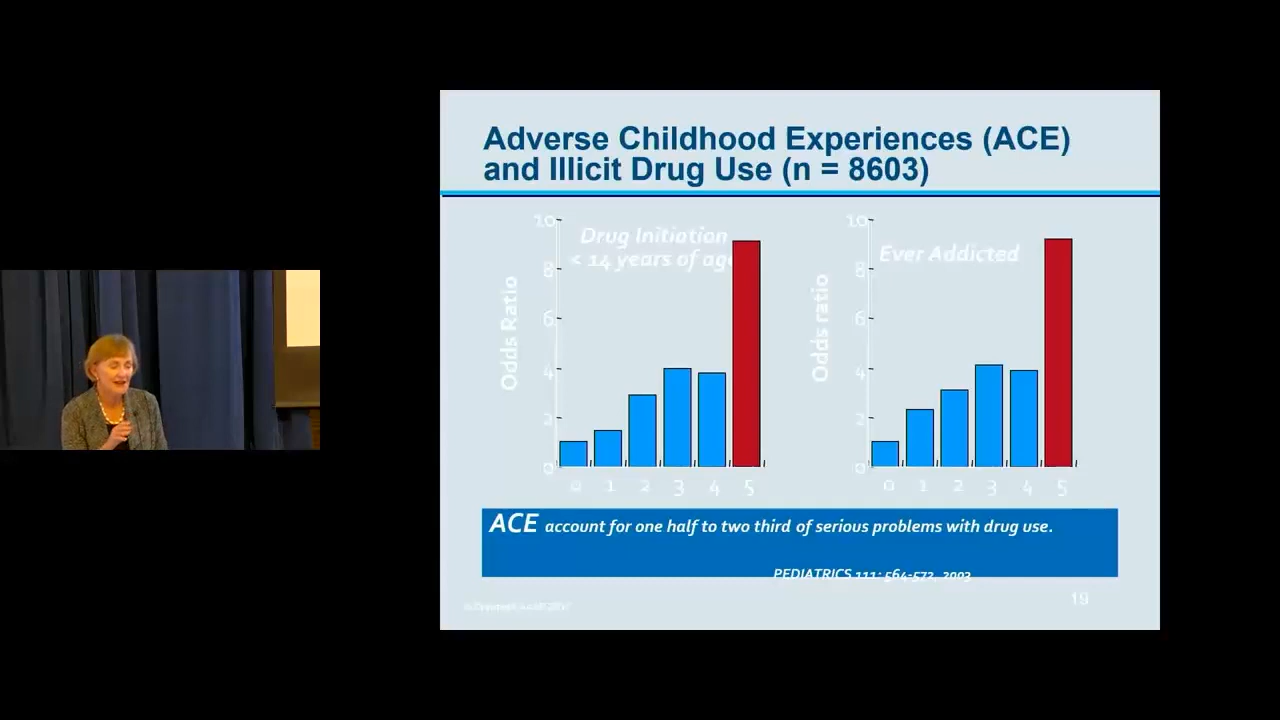 Adverse Childhood Experiences (ACE)
and Illicit Drug Use (n = 8603)
Drug Initiation
< 14 years of age
Odds Ratio
10
8
6
4
2
0
0 1 2 3 4 5
Ever Addicted
Odds ratio
10
8
6
4
2
0
0 1 2 3 4 5
ACE account for one half to two third of serious problems with drug use.
PEDIATRICS 111: 564-572, 2003
19